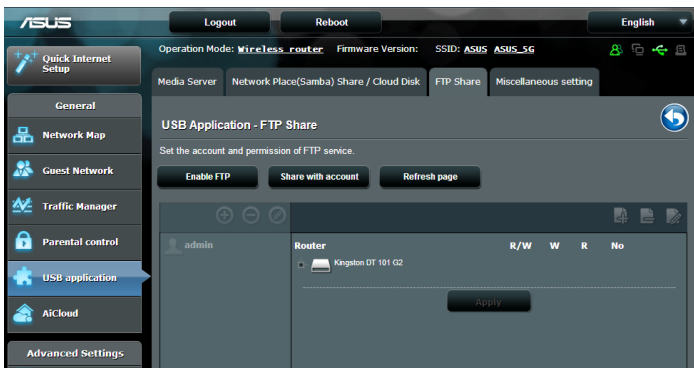 ASUS
Logout Reboot English
Operation Mode: Wireless router Firmware Version: SSID: ASUS ASUS_5G
Quick Internet
Setup
General
Network Map
Guest Network
Traffic Manager
Parental control
USB application
AiCloud
Advanced Settings
Media Server Network Place(Samba) Share / Cloud Disk FTP Share Miscellaneous setting
USB Application - FTP Share
Set the account and permission of FTP service.
Enable FTP Share with account Refresh page
admin
Router R/W W R No
Kingston DT 101 G2
Apply